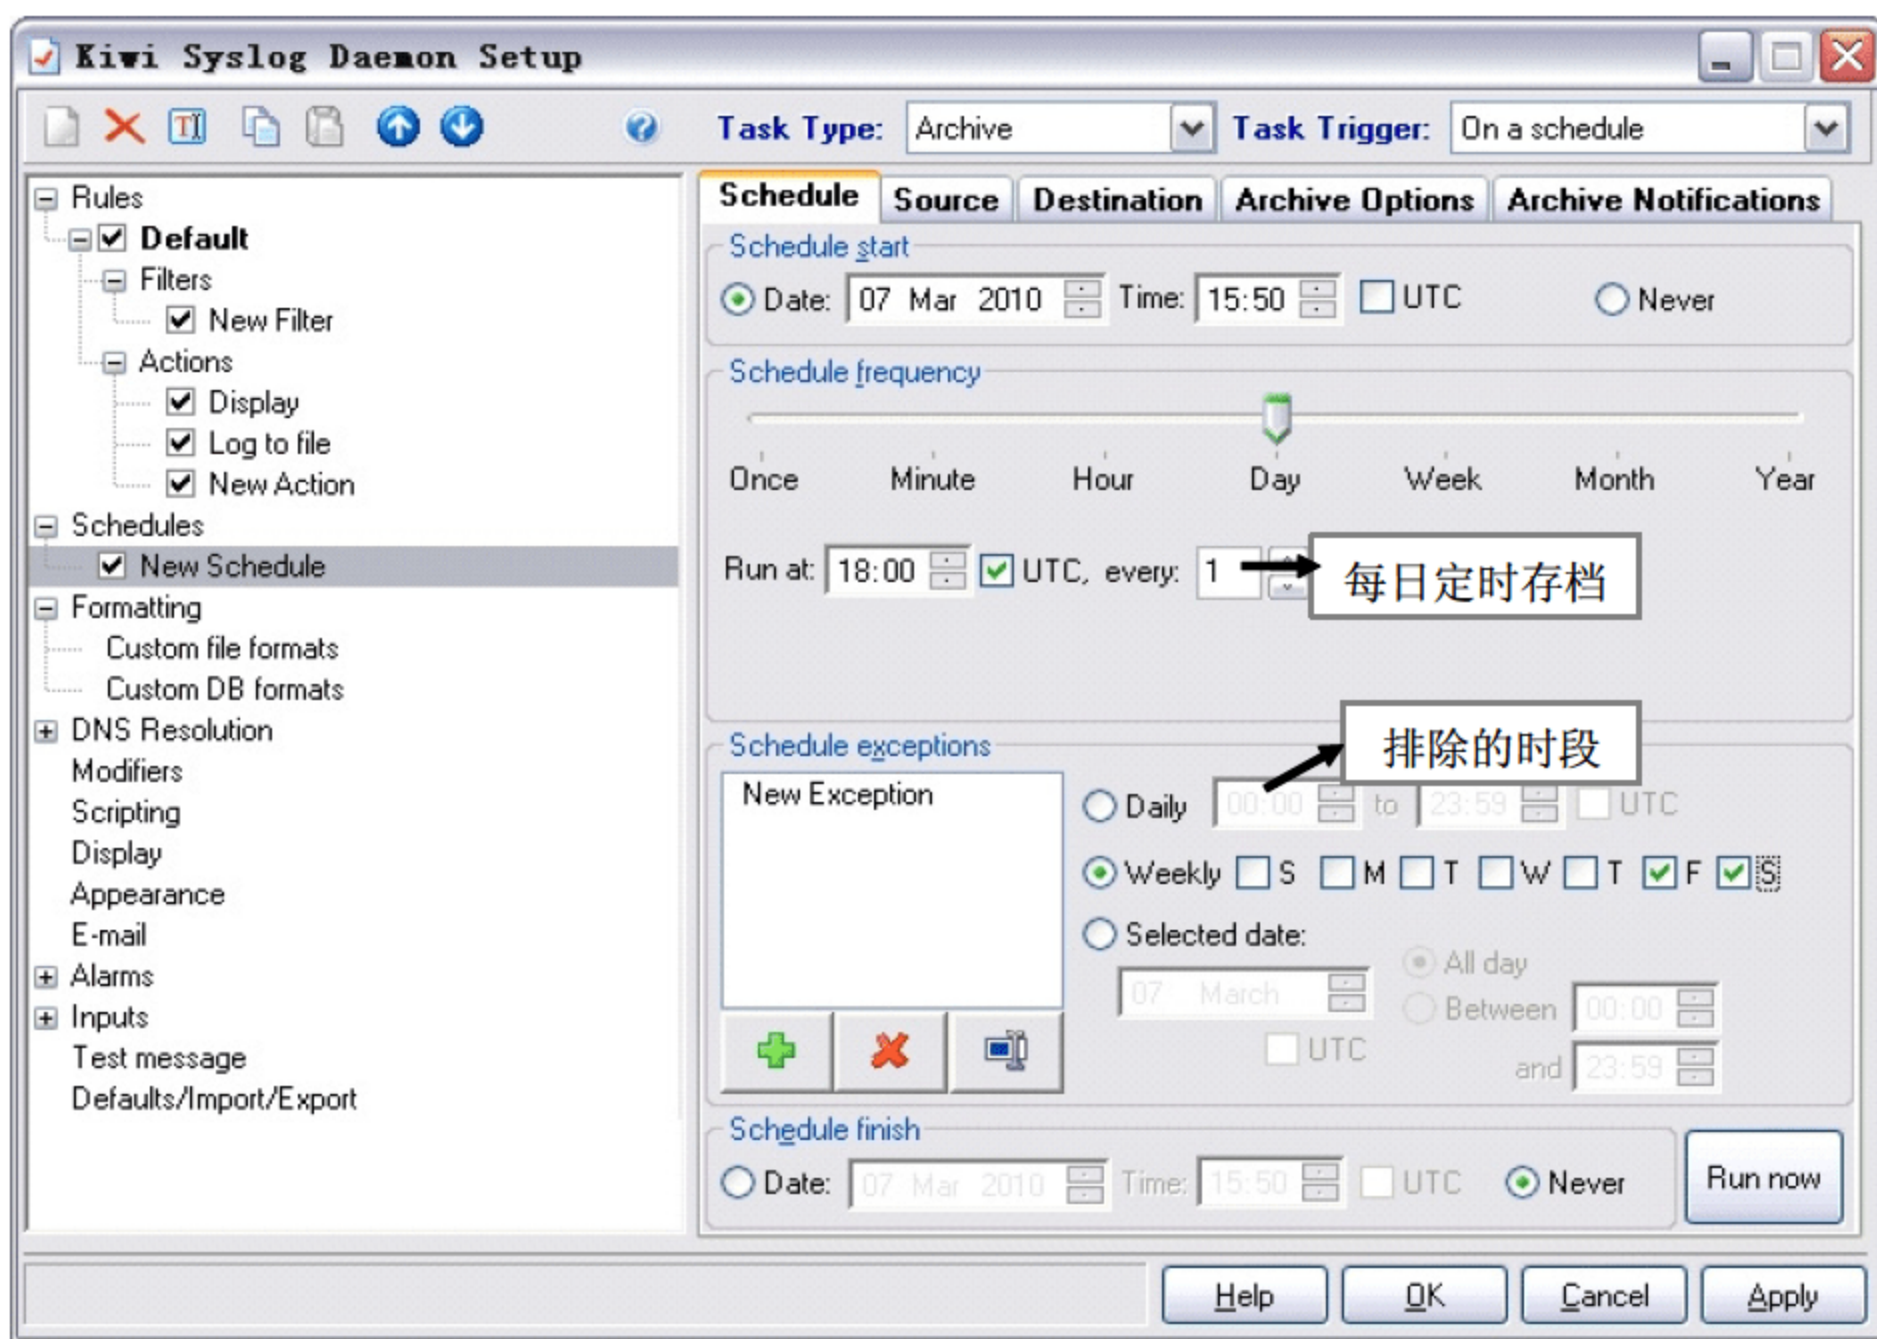 Kiwi Syslog Daemon Setup
Task Type: Archive Task Trigger: On a schedule
Rules
Default
Filters
New Filter
Actions
Display
Log to file
New Action
Schedules
New Schedule
Formatting
Custom file formats
Custom DB formats
DNS Resolution
Modifiers
Scripting
Display
Appearance
E-mail
Alarms
Inputs
Test message
Defaults/Import/Export
Schedule Source Destination Archive Options Archive Notifications
Schedule start
Date: 07 Mar 2010 Time: 15:50 UTC Never
Schedule frequency
Once Minute Hour Day Week Month Year
Run at: 18:00 UTC, every: 1 每日定时存档
排除的时段
Schedule exceptions
New Exception
Daily 00:00 to 23:59 UTC
Weekly S M T W T F S
Selected date:
All day
07 March
Between 00:00
UTC
and 23:59
Schedule finish
Date: 07 Mar 2010 Time: 15:50 UTC Never
Run now
Help OK Cancel Apply